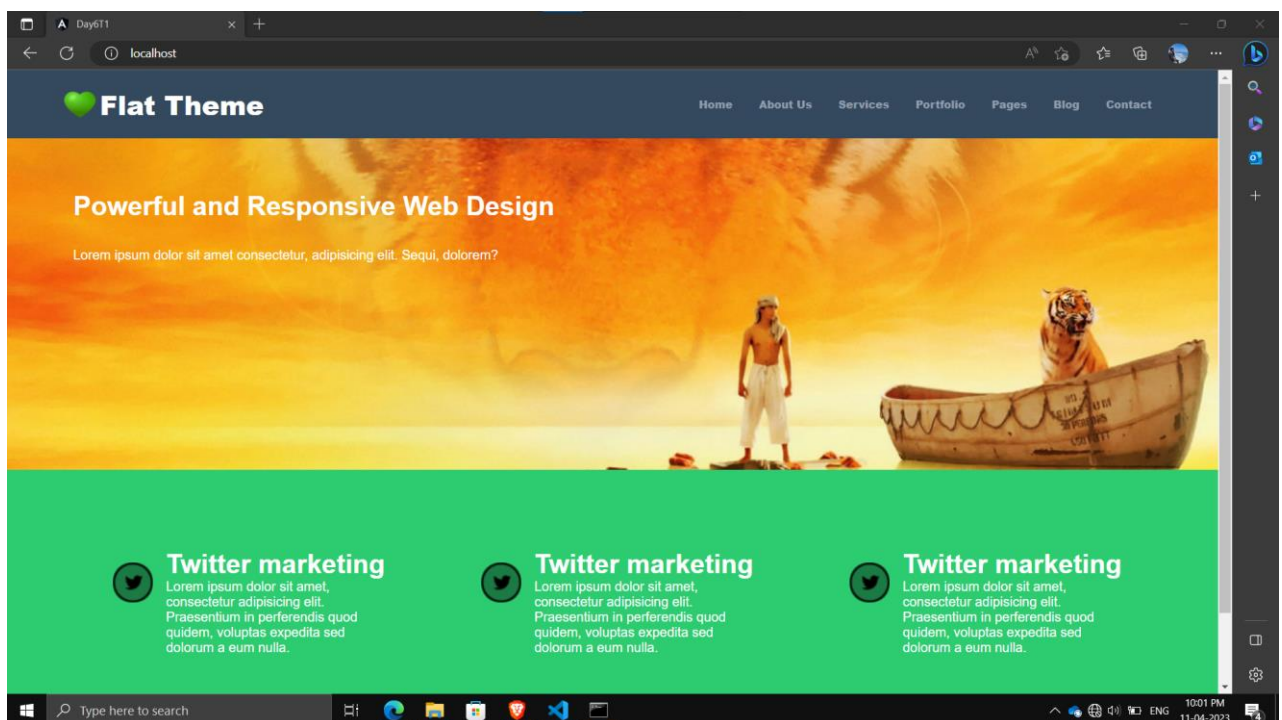 Day6T1
localhost
Flat Theme
Home About Us Services Portfolio Pages Blog Contact
Powerful and Responsive Web Design
Lorem ipsum dolor sit amet consectetur, adipisicing elit. Sequi, dolorem?
Twitter marketing
Lorem ipsum dolor sit amet,
consectetur adipisicing elit.
Praesentium in perferendis quod
quidem, voluptas expedita sed
dolorum a eum nulla.
Twitter marketing
Lorem ipsum dolor sit amet,
consectetur adipisicing elit.
Praesentium in perferendis quod
quidem, voluptas expedita sed
dolorum a eum nulla.
Twitter marketing
Lorem ipsum dolor sit amet,
consectetur adipisicing elit.
Praesentium in perferendis quod
quidem, voluptas expedita sed
dolorum a eum nulla.
Type here to search
ENG
10:01 PM
11-04-2023
4